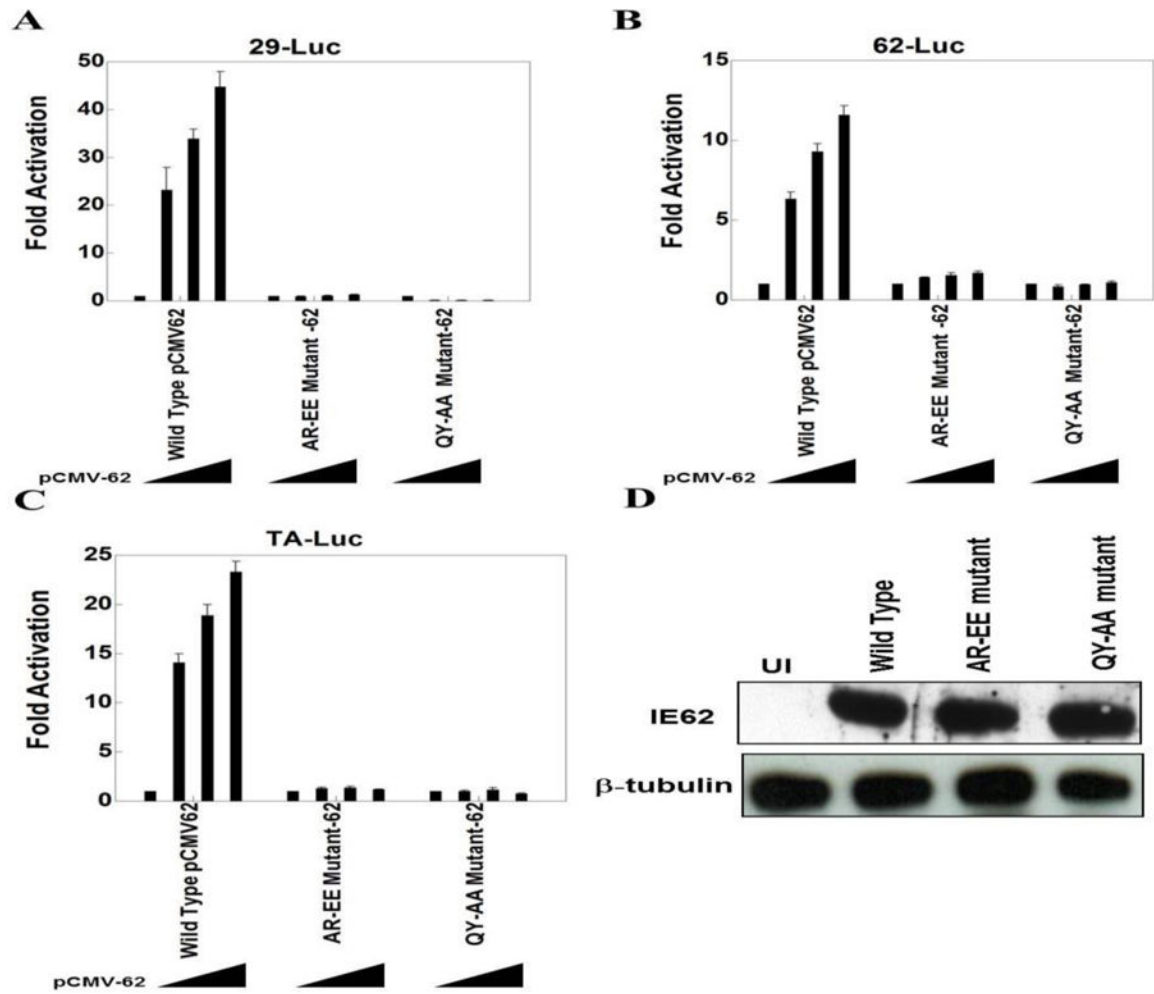 A
29-Luc
Fold Activation
50
40
30
20
10
0
Wild Type pCMV62
AR-EE Mutant -62
QY-AA Mutant-62
pCMV-62
B
62-Luc
Fold Activation
15
10
5
0
Wild Type pCMV62
AR-EE Mutant -62
QY-AA Mutant-62
pCMV-62
C
TA-Luc
Fold Activation
25
20
15
10
5
0
Wild Type pCMV62
AR-EE Mutant-62
QY-AA Mutant-62
pCMV-62
D
UI
Wild Type
AR-EE mutant
QY-AA mutant
IE62
β-tubulin